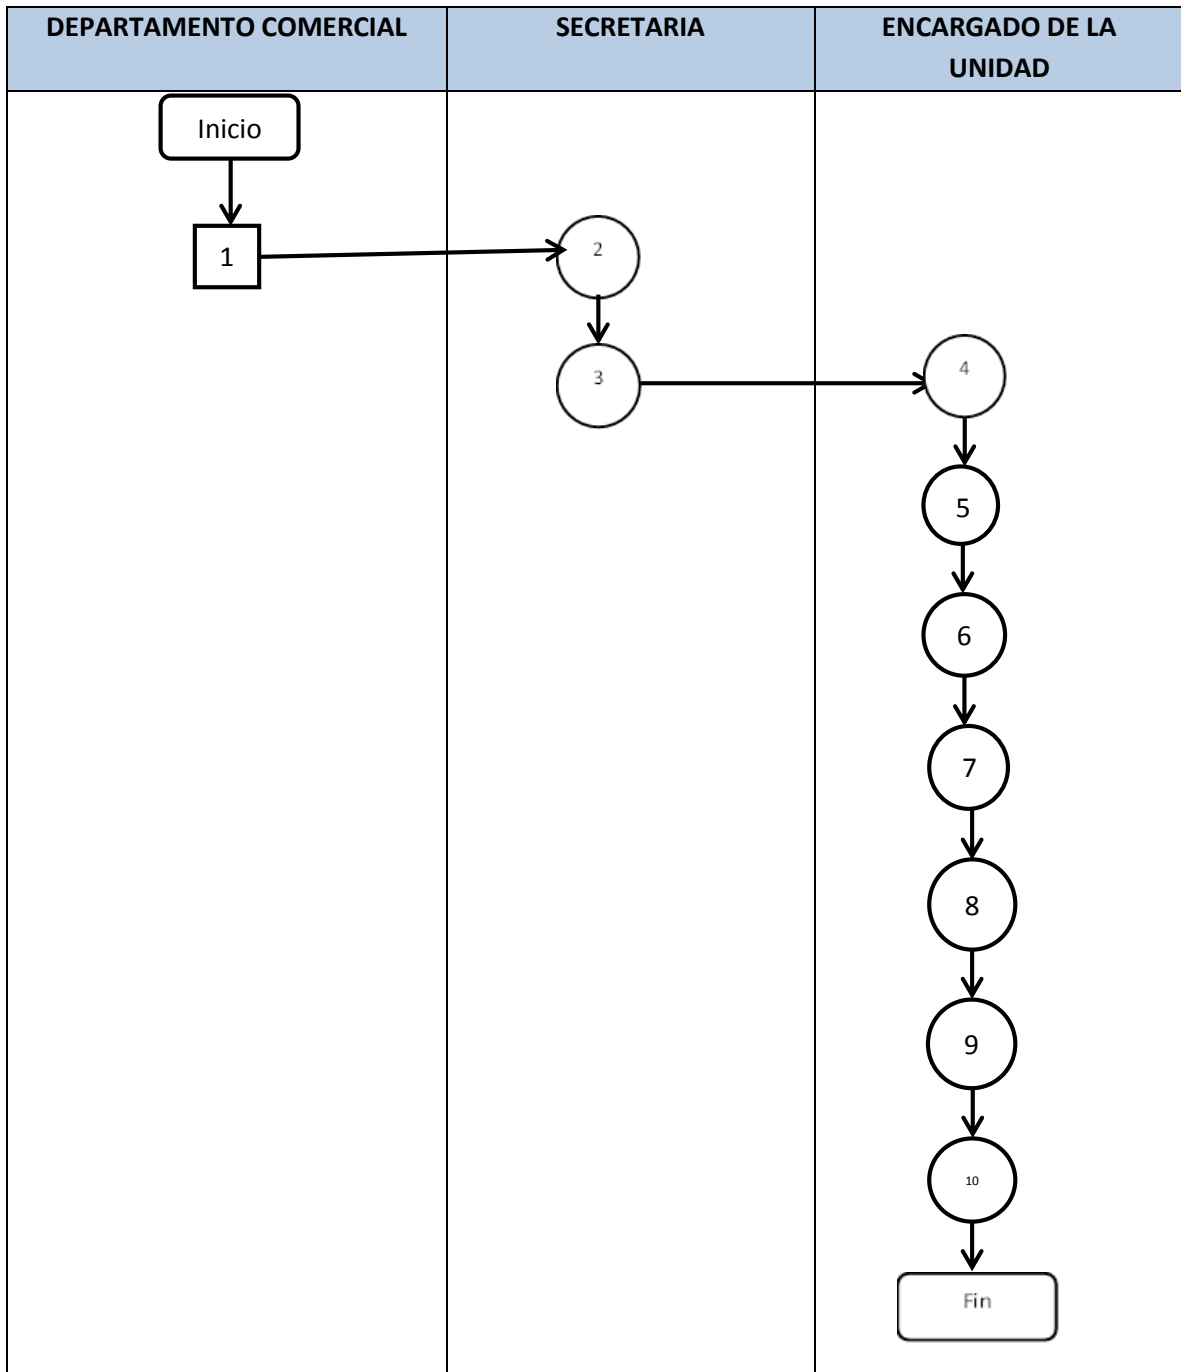 DEPARTAMENTO COMERCIAL
SECRETARIA
ENCARGADO DE LA
UNIDAD
Inicio
1
2
3
4
5
6
7
8
9
10
Fin